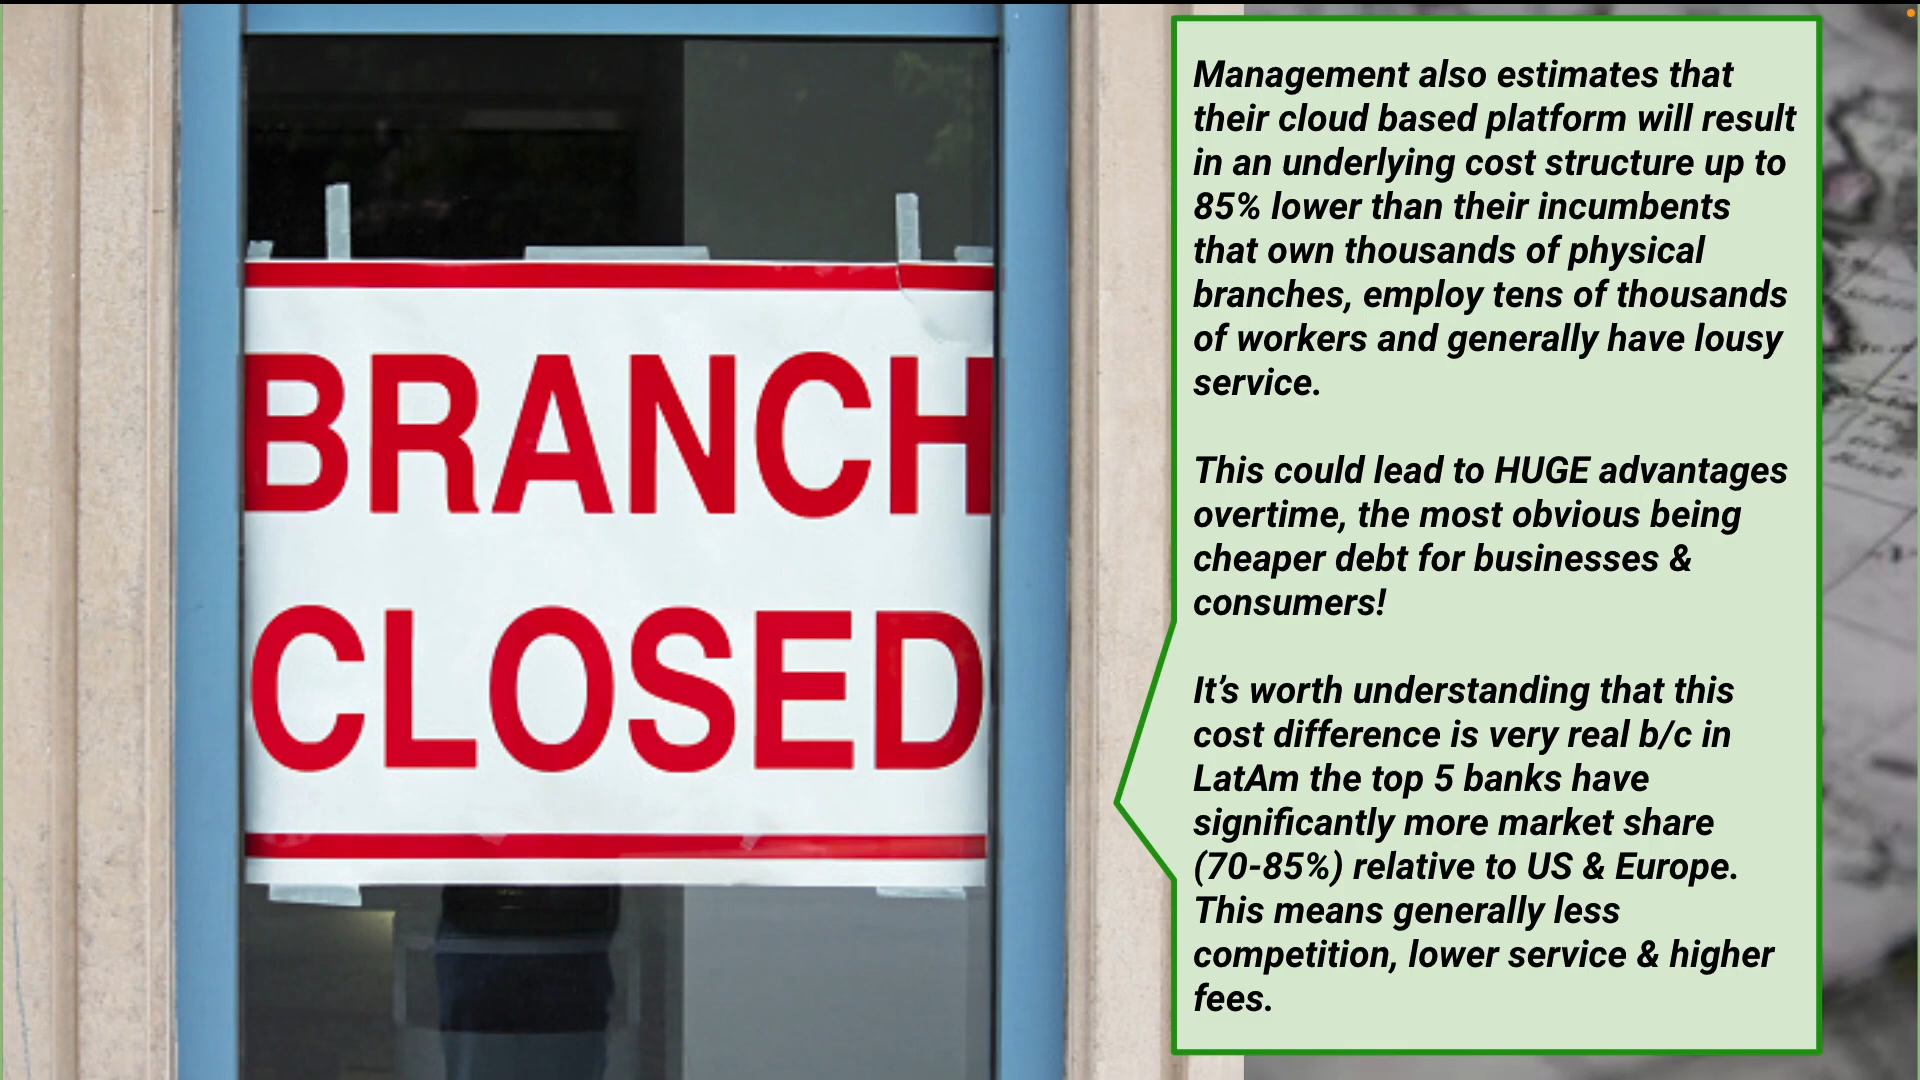 BRANCH
CLOSED
Management also estimates that
their cloud based platform will result
in an underlying cost structure up to
85% lower than their incumbents
that own thousands of physical
branches, employ tens of thousands
of workers and generally have lousy
service.
This could lead to HUGE advantages
overtime, the most obvious being
cheaper debt for businesses &
consumers!
It’s worth understanding that this
cost difference is very real b/c in
LatAm the top 5 banks have
significantly more market share
(70-85%) relative to US & Europe.
This means generally less
competition, lower service & higher
fees.